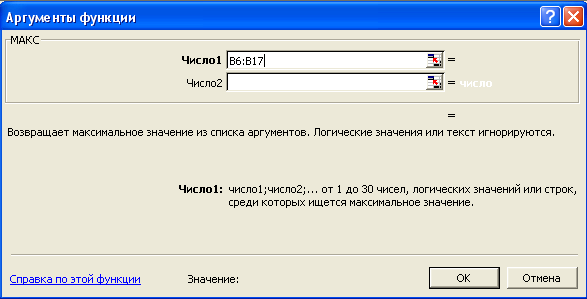 Аргументы функции
МАКС
Число1 B6:B17 =
Число2 = число
=
Возвращает максимальное значение из списка аргументов. Логические значения или текст игнорируются.
Число1: число1;число2;... от 1 до 30 чисел, логических значений или строк,
среди которых ищется максимальное значение.
Справка по этой функции Значение: ОК Отмена